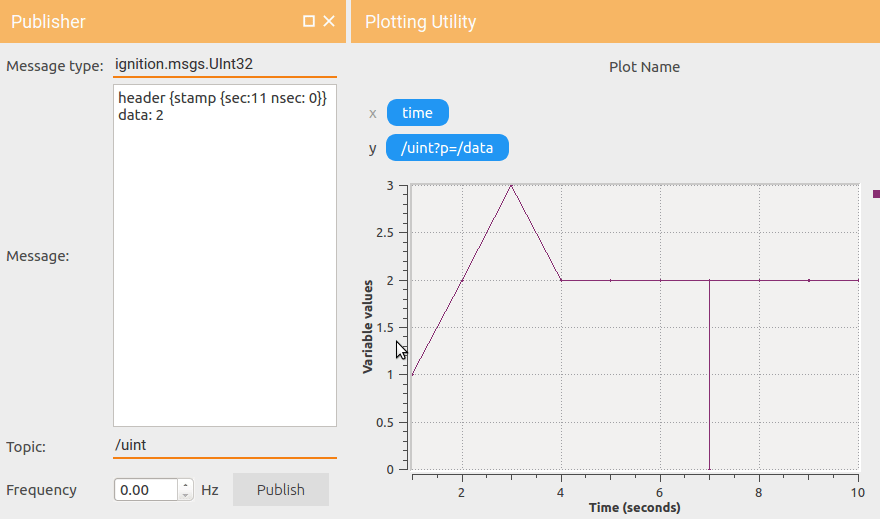 Publisher
Message type:
ignition.msgs.UInt32
header {stamp {sec:11 nsec: 0}}
data: 2
Message:
Topic:
/uint
Frequency
0.00
Hz
Publish
Plotting Utility
Plot Name
x
time
y
/uint?p=/data
Variable values
3
2.5
2
1.5
1
0.5
0
2
4
6
8
10
Time (seconds)